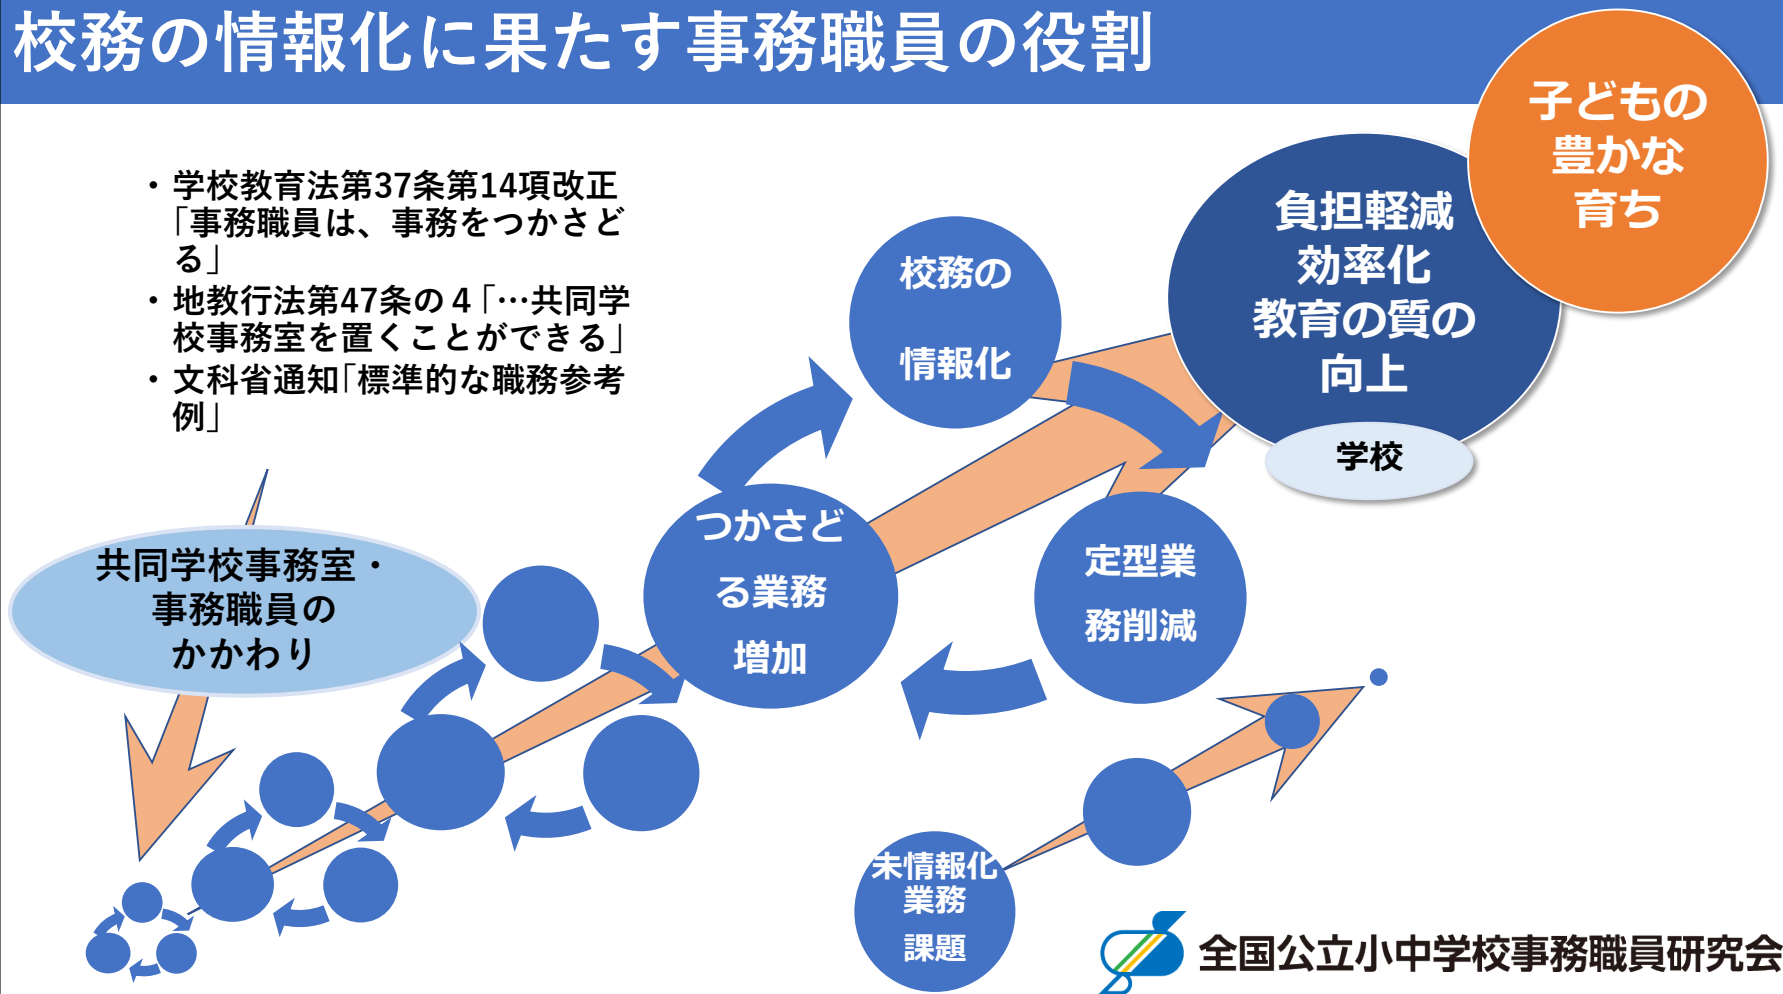 校務の情報化に果たす事務職員の役割
子どもの
豊かな
育ち
・学校教育法第37条第14項改正
「事務職員は、事務をつかさど
る」
・地教行法第47条の４「…共同学
校事務室を置くことができる」
・文科省通知「標準的な職務参考
例」
負担軽減
効率化
教育の質の
向上
学校
校務の
情報化
つかさど
る業務
増加
定型業
務削減
共同学校事務室・
事務職員の
かかわり
未情報化
業務
課題
全国公立小中学校事務職員研究会